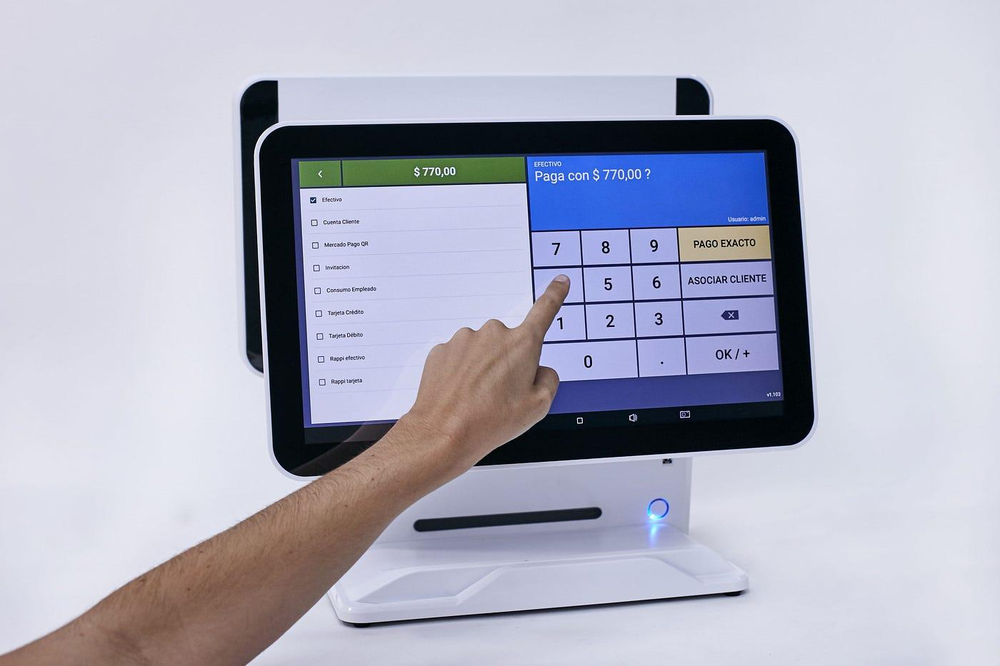 $ 770,00
Efectivo
Cuenta Cliente
Mercado Pago QR
Invitacion
Consumo Empleado
Tarjeta Crédito
Tarjeta Débito
Rappi efectivo
Rappi tarjeta
EFECTIVO
Paga con $ 770,00 ?
Usuario: admin
7 8 9 PAGO EXACTO
5 6 ASOCIAR CLIENTE
1 2 3
0 . OK / +
v1.103